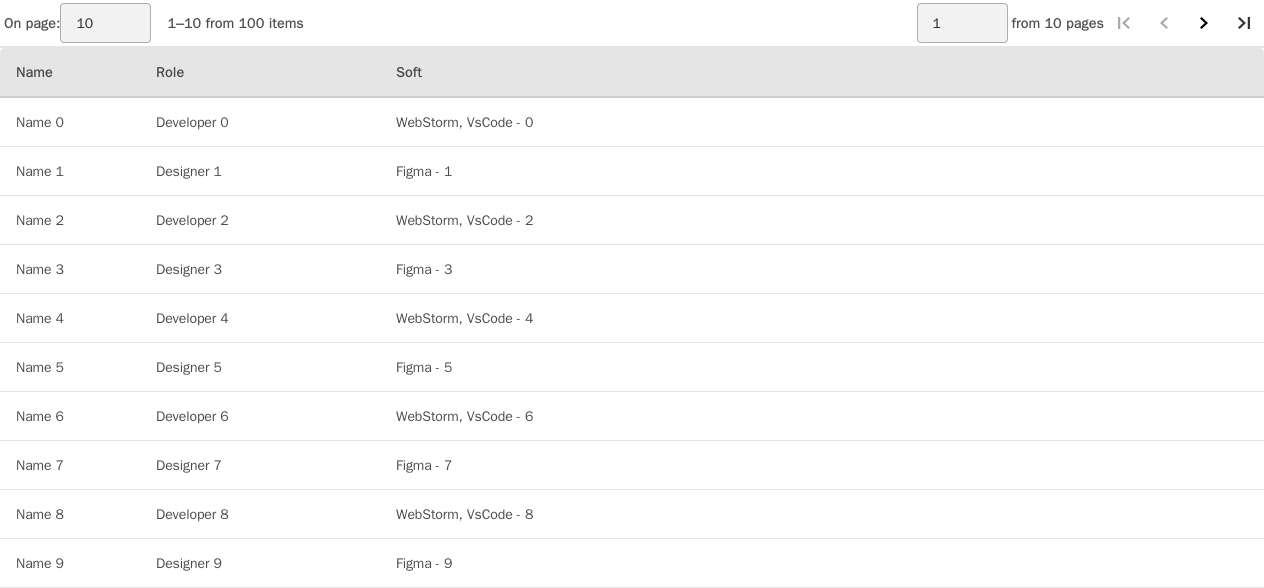 On page: 10 1–10 from 100 items 1 from 10 pages
Name Role Soft
Name 0 Developer 0 WebStorm, VsCode - 0
Name 1 Designer 1 Figma - 1
Name 2 Developer 2 WebStorm, VsCode - 2
Name 3 Designer 3 Figma - 3
Name 4 Developer 4 WebStorm, VsCode - 4
Name 5 Designer 5 Figma - 5
Name 6 Developer 6 WebStorm, VsCode - 6
Name 7 Designer 7 Figma - 7
Name 8 Developer 8 WebStorm, VsCode - 8
Name 9 Designer 9 Figma - 9